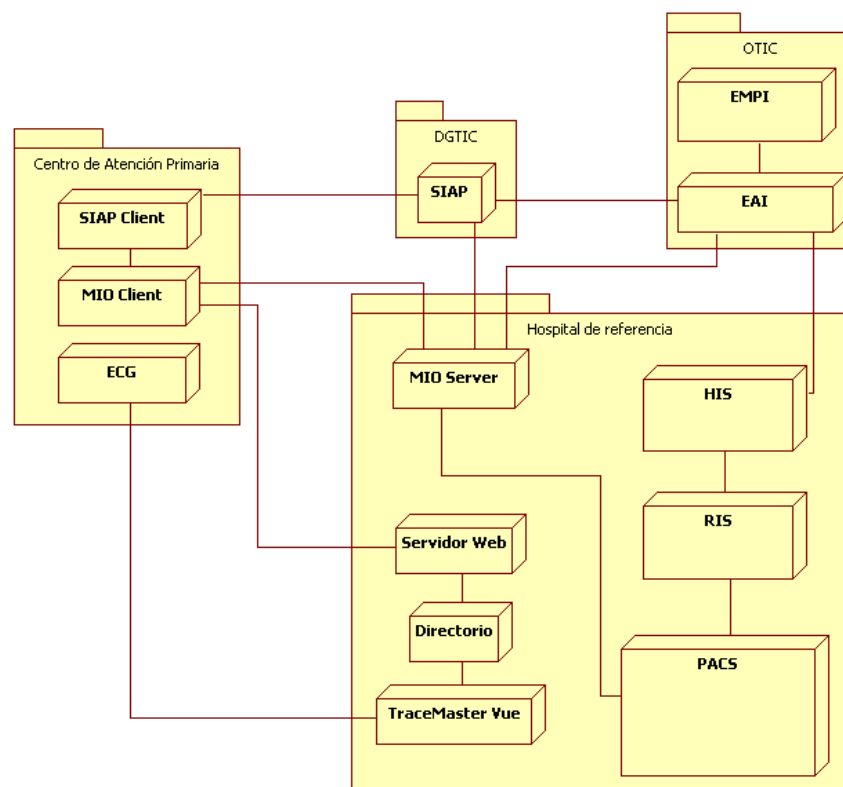 OTIC
EMPI
EAI
DGTIC
SIAP
Centro de Atención Primaria
SIAP Client
MIO Client
ECG
Hospital de referencia
MIO Server
HIS
Servidor Web
RIS
Directorio
PACS
TraceMaster Vue